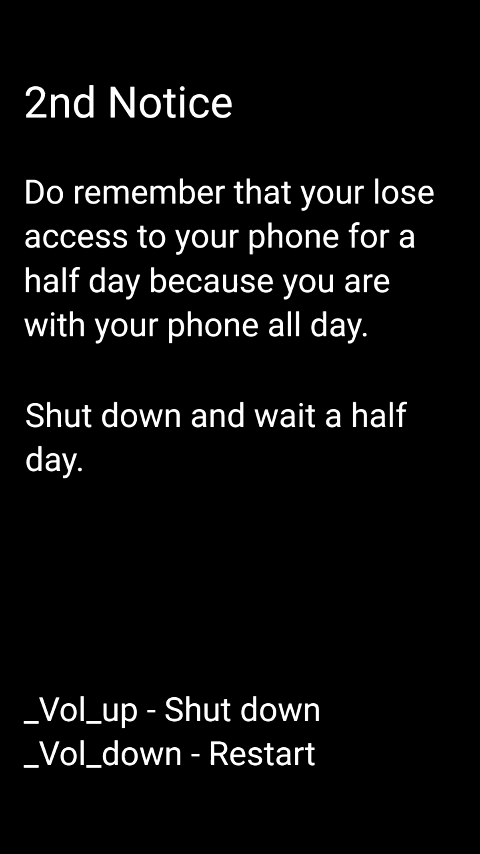 2nd Notice
Do remember that your lose
access to your phone for a
half day because you are
with your phone all day.
Shut down and wait a half
day.
_Vol_up - Shut down
_Vol_down - Restart